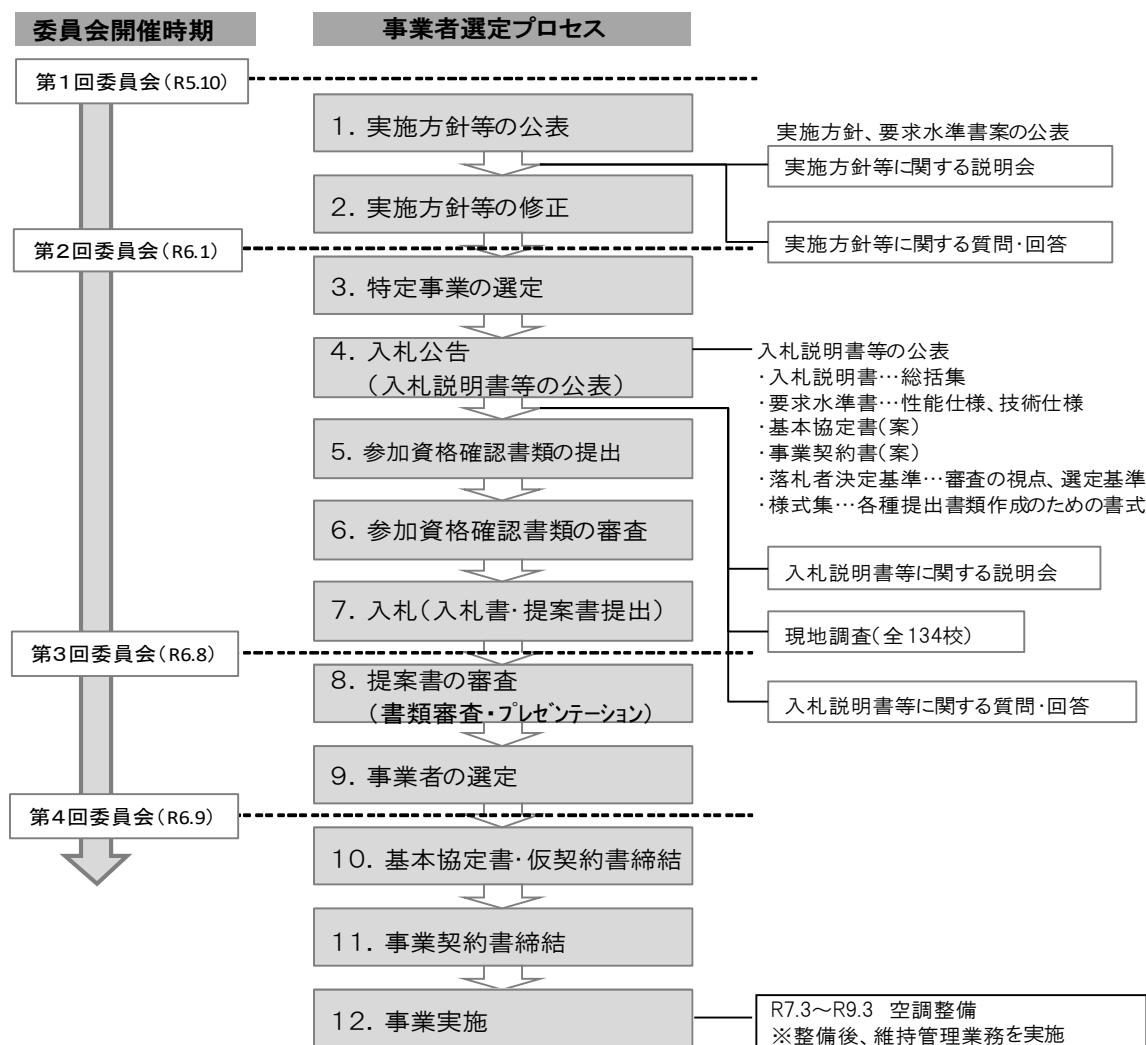 委員会開催時期
事業者選定プロセス
第1回委員会(R5.10)
1. 実施方針等の公表
実施方針、要求水準書案の公表
実施方針等に関する説明会
2. 実施方針等の修正
第2回委員会(R6.1)
実施方針等に関する質問・回答
3. 特定事業の選定
4. 入札公告
(入札説明書等の公表)
入札説明書等の公表
・入札説明書…総括集
・要求水準書…性能仕様、技術仕様
・基本協定書(案)
・事業契約書(案)
・落札者決定基準…審査の視点、選定基準
・様式集…各種提出書類作成のための書式
5. 参加資格確認書類の提出
6. 参加資格確認書類の審査
入札説明書等に関する説明会
7. 入札(入札書・提案書提出)
現地調査(全134校)
第3回委員会(R6.8)
8. 提案書の審査
(書類審査・プレゼンテーション)
入札説明書等に関する質問・回答
9. 事業者の選定
第4回委員会(R6.9)
10. 基本協定書・仮契約書締結
11. 事業契約書締結
12. 事業実施
R7.3~R9.3 空調整備
※整備後、維持管理業務を実施